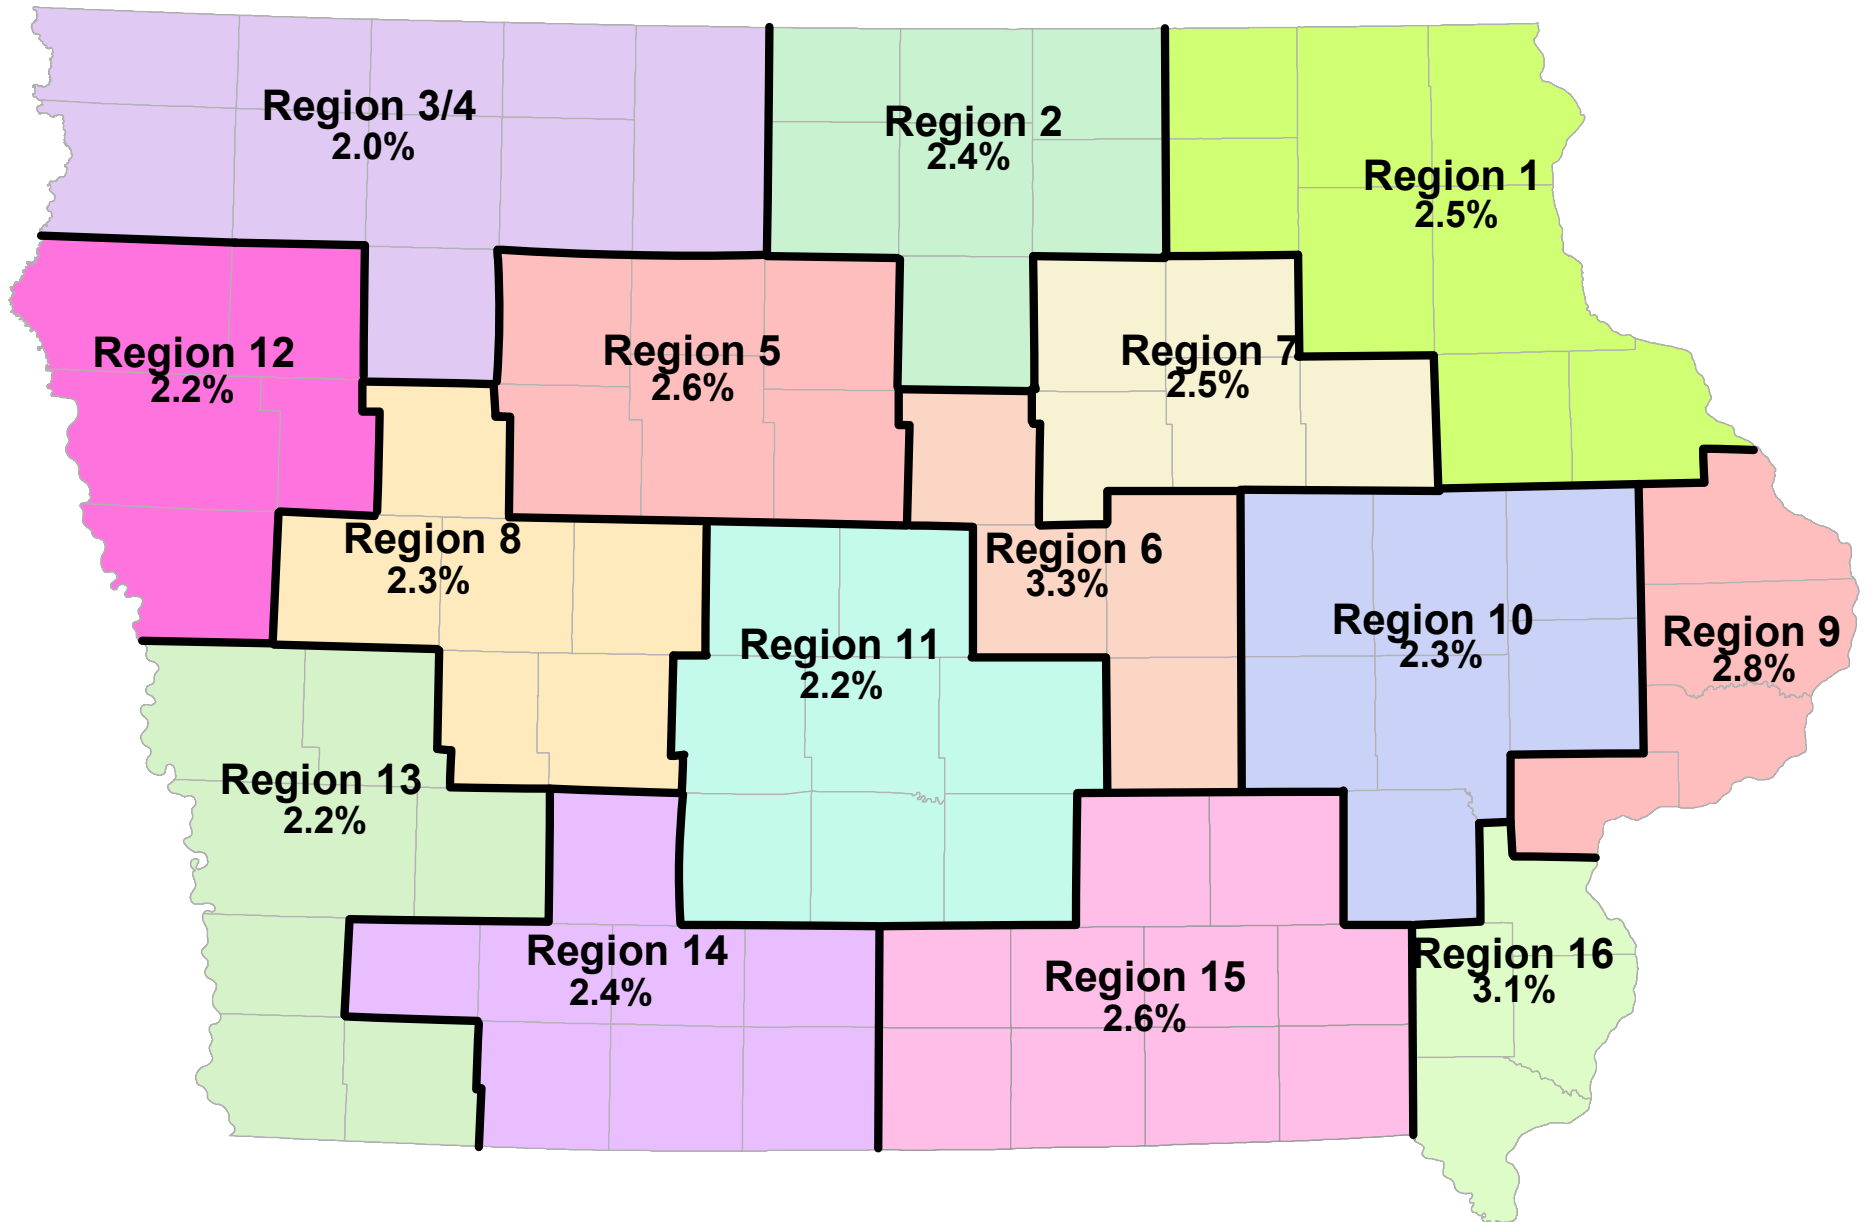 Region 3/4
2.0%
Region 2
2.4%
Region 1
2.5%
Region 12
2.2%
Region 5
2.6%
Region 7
2.5%
Region 8
2.3%
Region 6
3.3%
Region 11
2.2%
Region 10
2.3%
Region 9
2.8%
Region 13
2.2%
Region 14
2.4%
Region 15
2.6%
Region 16
3.1%